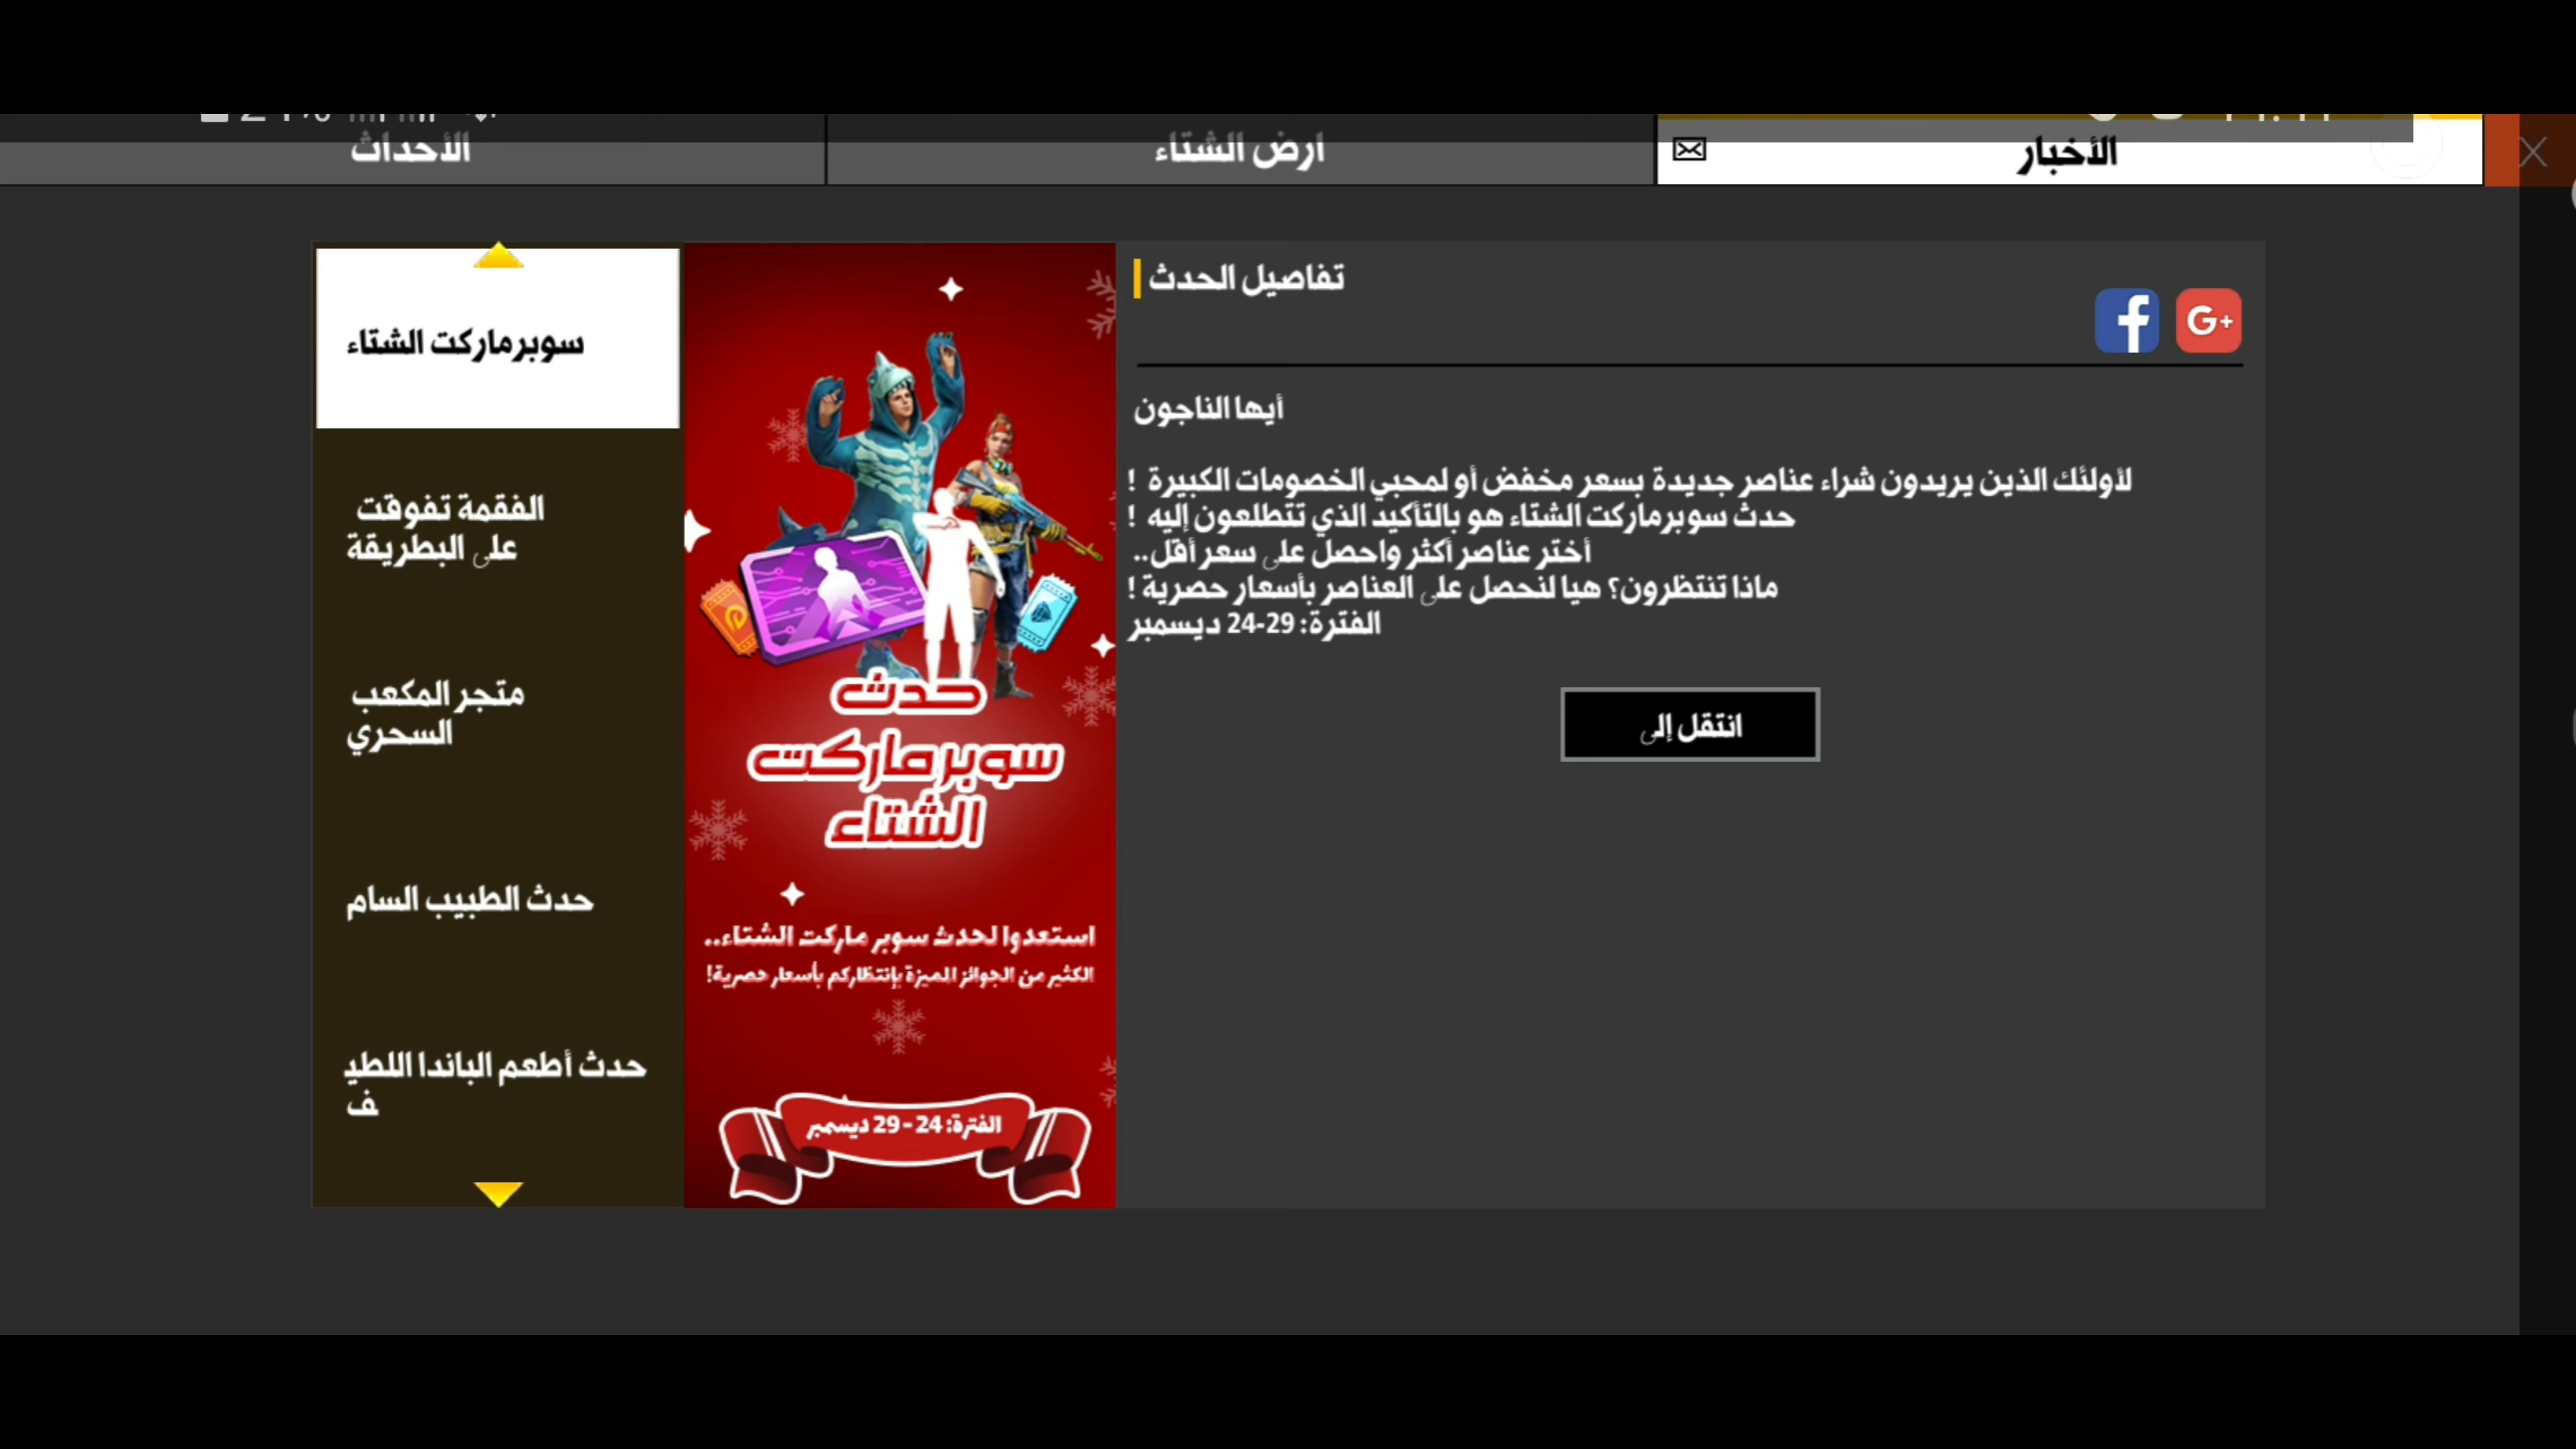 الأخبار
ارض الشتاء
الأحداث
سوبرماركت الشتاء
الفقمة تفوقت
على البطريقة
متجر المكعب
السحري
حدث الطبيب السام
حدث أطعم الباندا اللطي
ف
حدث
سوبرماركت
الشتاء
استعدوا لحدث سوبر ماركت الشتاء..
الكثير من الجوائز المميزة بإنتظاركم بأسعار حصرية!
الفترة: 24 - 29 ديسمبر
تفاصيل الحدث
f
G+
أيها الناجون
لأولئك الذين يريدون شراء عناصر جديدة بسعر مخفض أو لمحبي الخصومات الكبيرة !
حدث سوبرماركت الشتاء هو بالتأكيد الذي تتطلعون إليه !
أختر عناصر أكثر واحصل على سعر أقل..
ماذا تنتظرون؟ هيا لنحصل على العناصر بأسعار حصرية !
الفترة: 29-24 ديسمبر
انتقل إلى